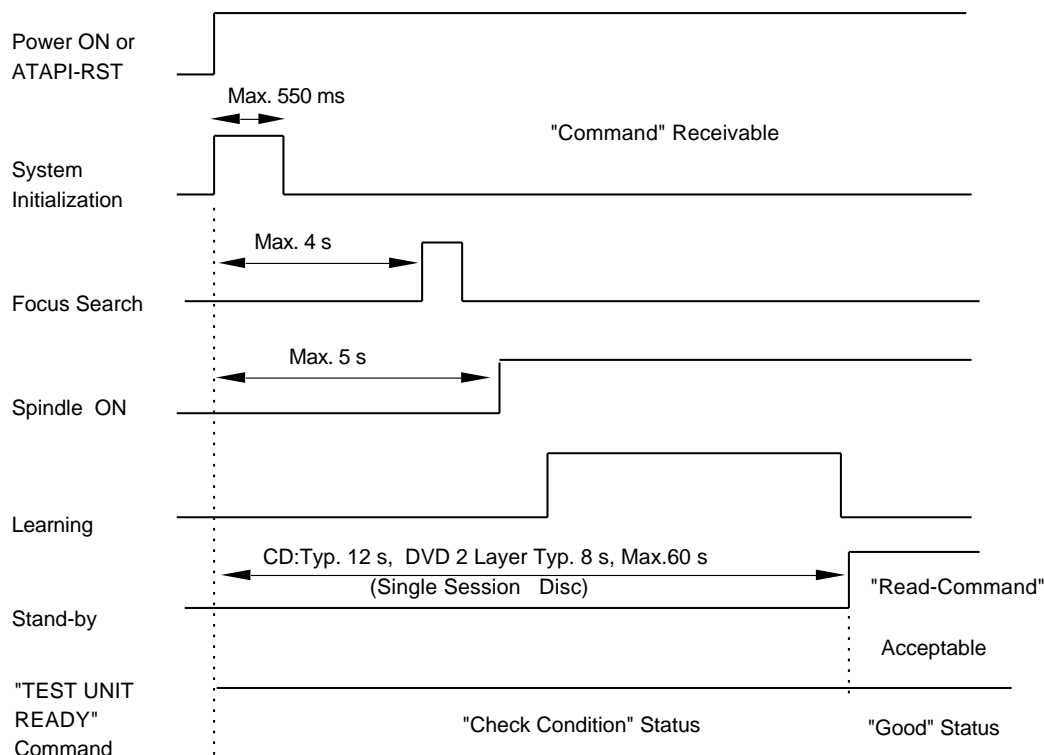 Power ON or
ATAPI-RST
Max. 550 ms
"Command" Receivable
System
Initialization
Max. 4 s
Focus Search
Max. 5 s
Spindle ON
Learning
CD:Typ. 12 s, DVD 2 Layer Typ. 8 s, Max.60 s
(Single Session Disc)
"Read-Command"
Stand-by
Acceptable
"TEST UNIT
READY"
Command
"Check Condition" Status
"Good" Status